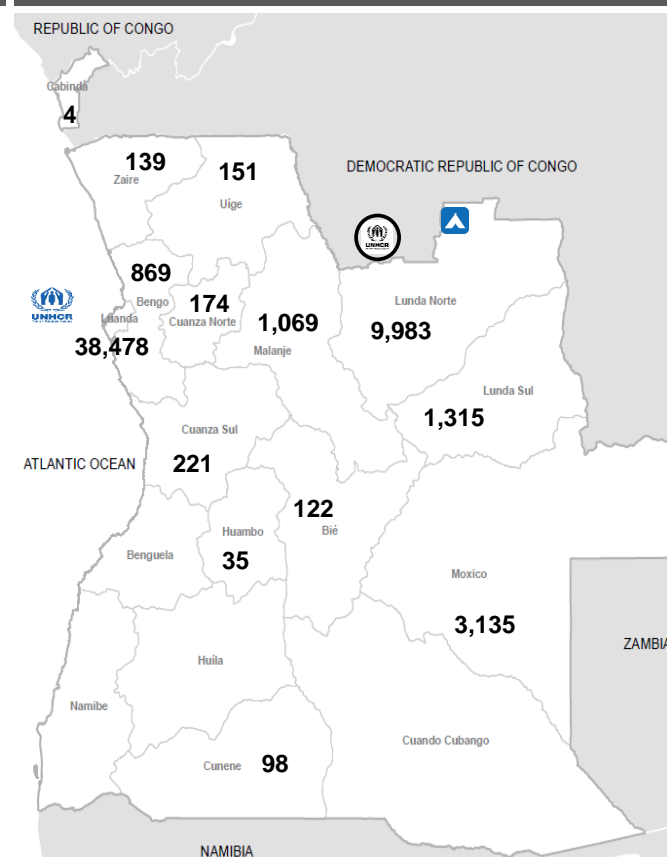 REPUBLIC OF CONGO
Cabinda
4
139
Zaire
151
Uige
DEMOCRATIC REPUBLIC OF CONGO
UNHCR
869
Bengo
UNHCR
Luanda
38,478
174
Cuanza Norte
1,069
Malanje
Lunda Norte
9,983
Lunda Sul
1,315
Cuanza Sul
221
ATLANTIC OCEAN
122
Bié
Huambo
35
Benguela
Moxico
3,135
ZAMBIA
Huíla
Namibe
Cuando Cubango
Cunene 98
NAMIBIA